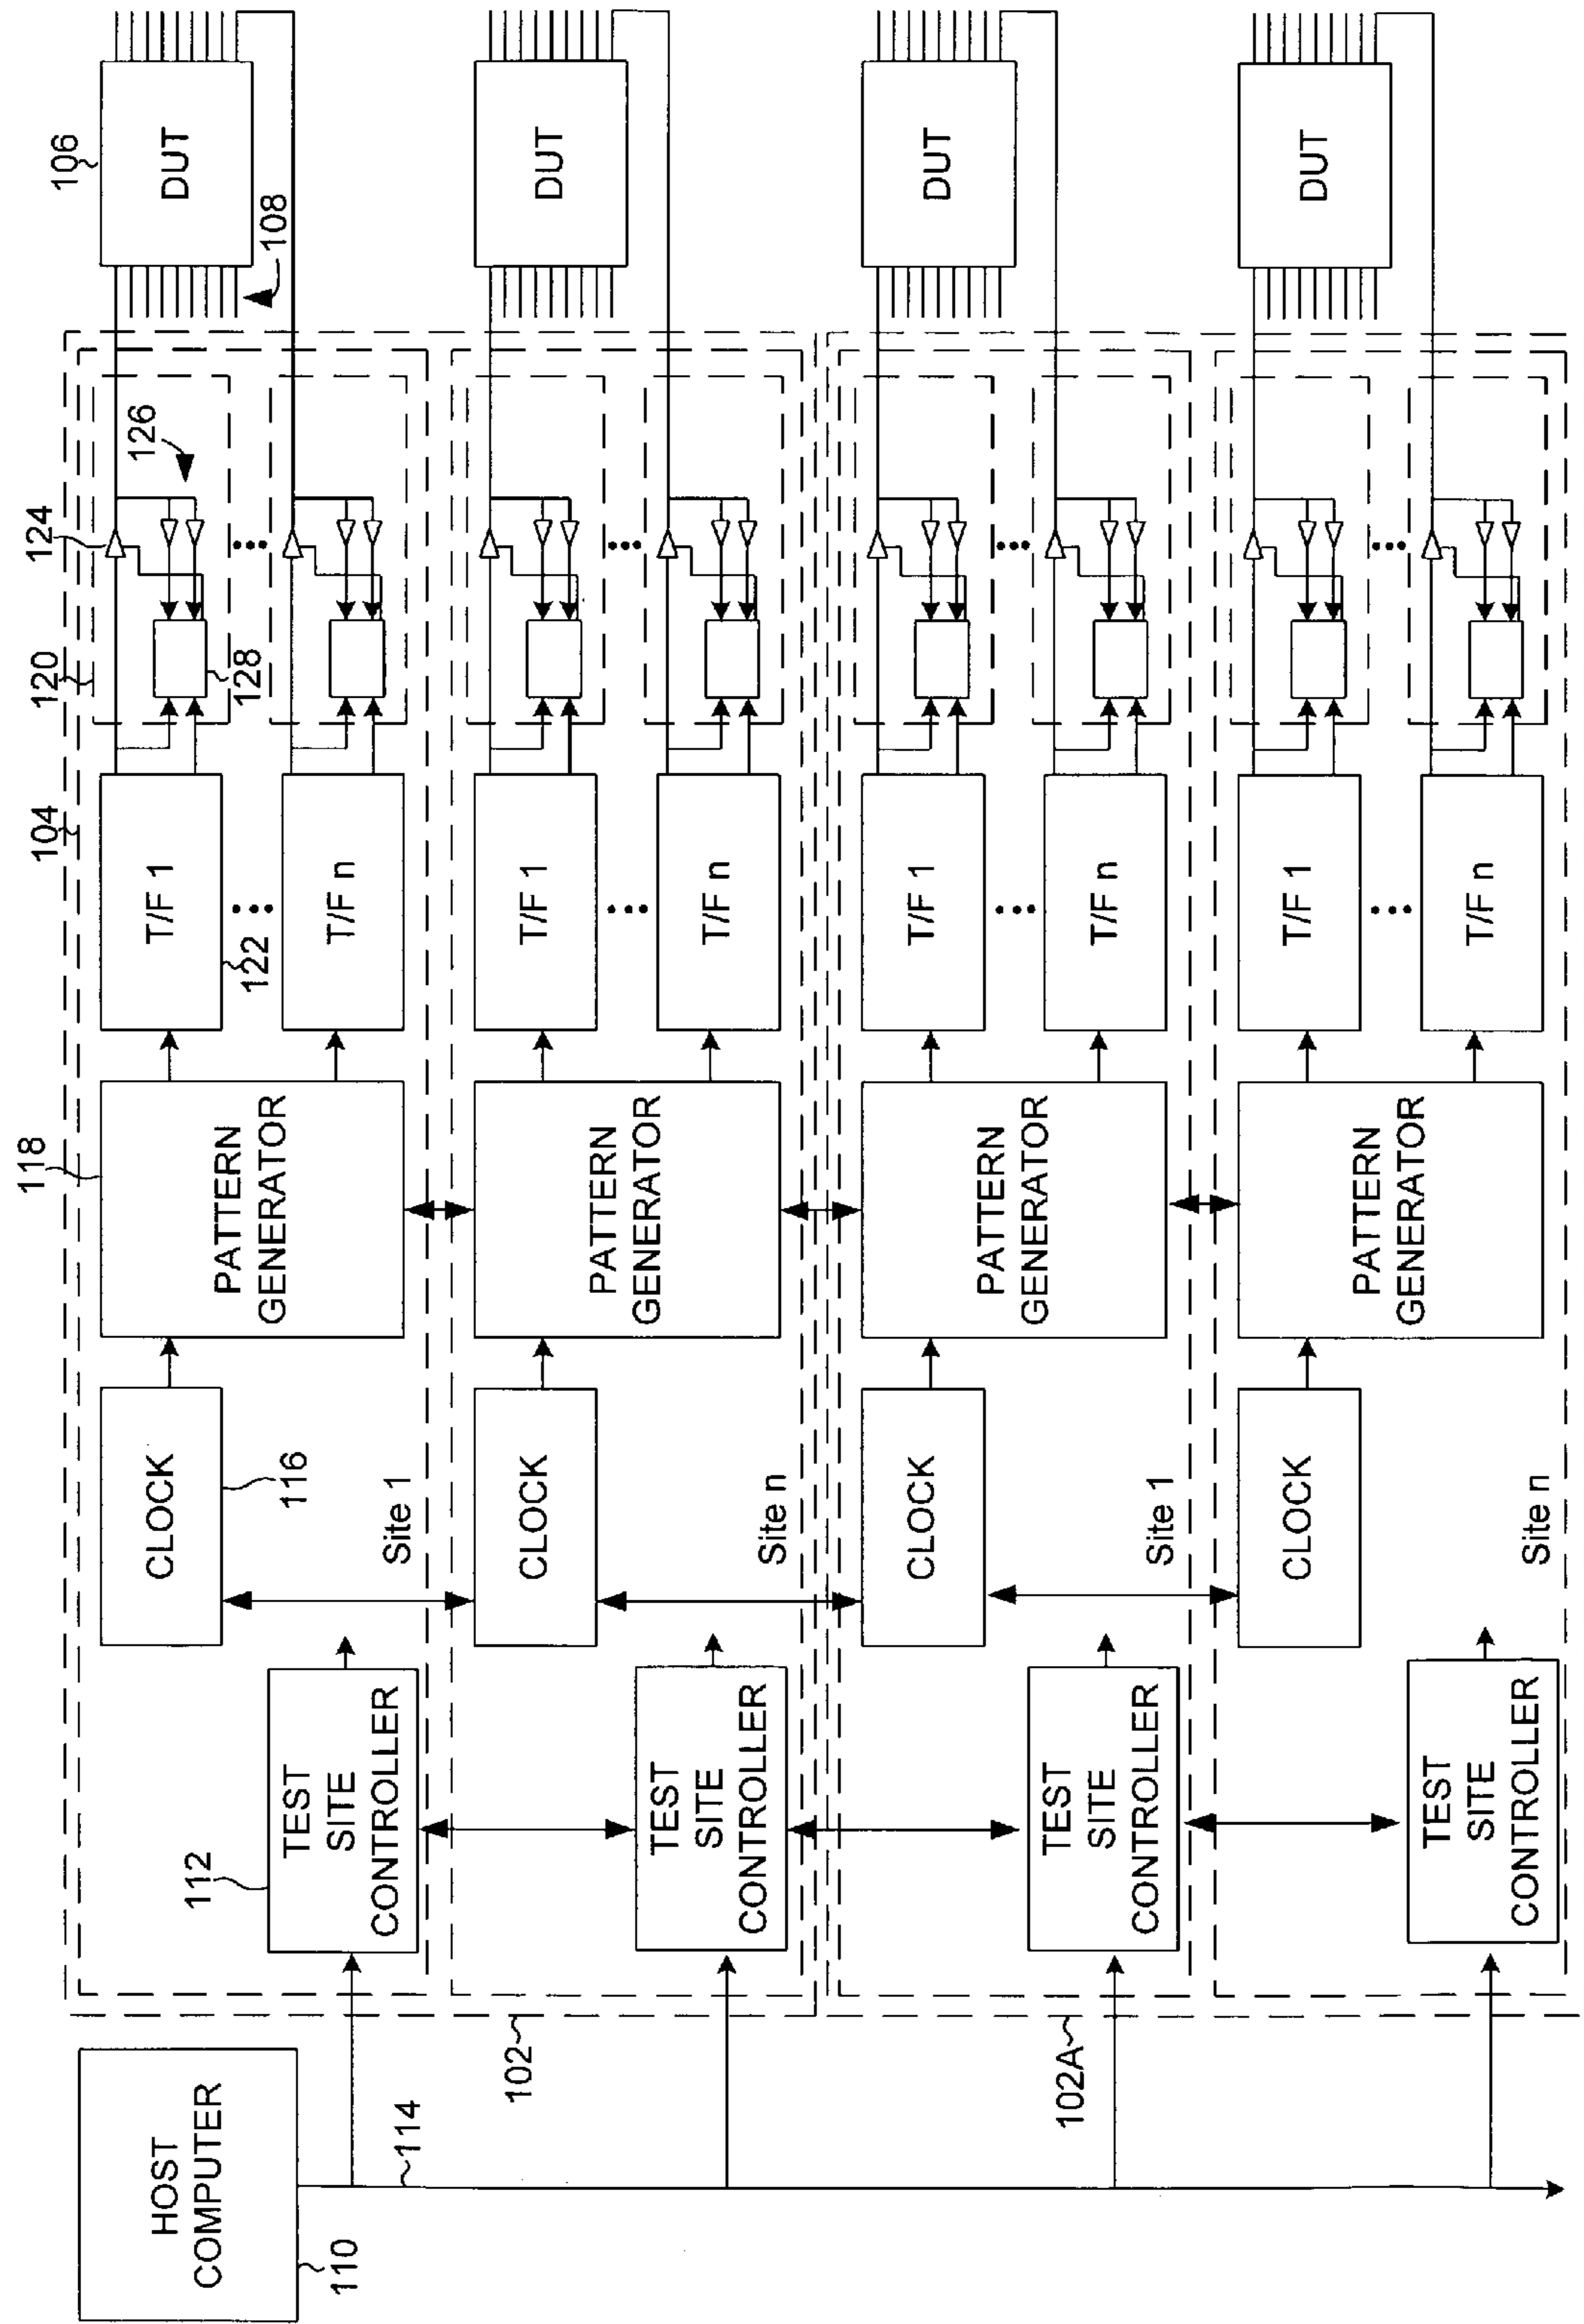 HOST
COMPUTER
110
114
102
102A
112
TEST
SITE
CONTROLLER
CLOCK
116
Site 1
118
PATTERN
GENERATOR
104
T/F 1
122
T/F n
120
128
124
126
106
DUT
108
TEST
SITE
CONTROLLER
CLOCK
Site n
PATTERN
GENERATOR
T/F 1
T/F n
DUT
TEST
SITE
CONTROLLER
CLOCK
Site 1
PATTERN
GENERATOR
T/F 1
T/F n
DUT
TEST
SITE
CONTROLLER
CLOCK
Site n
PATTERN
GENERATOR
T/F 1
T/F n
DUT